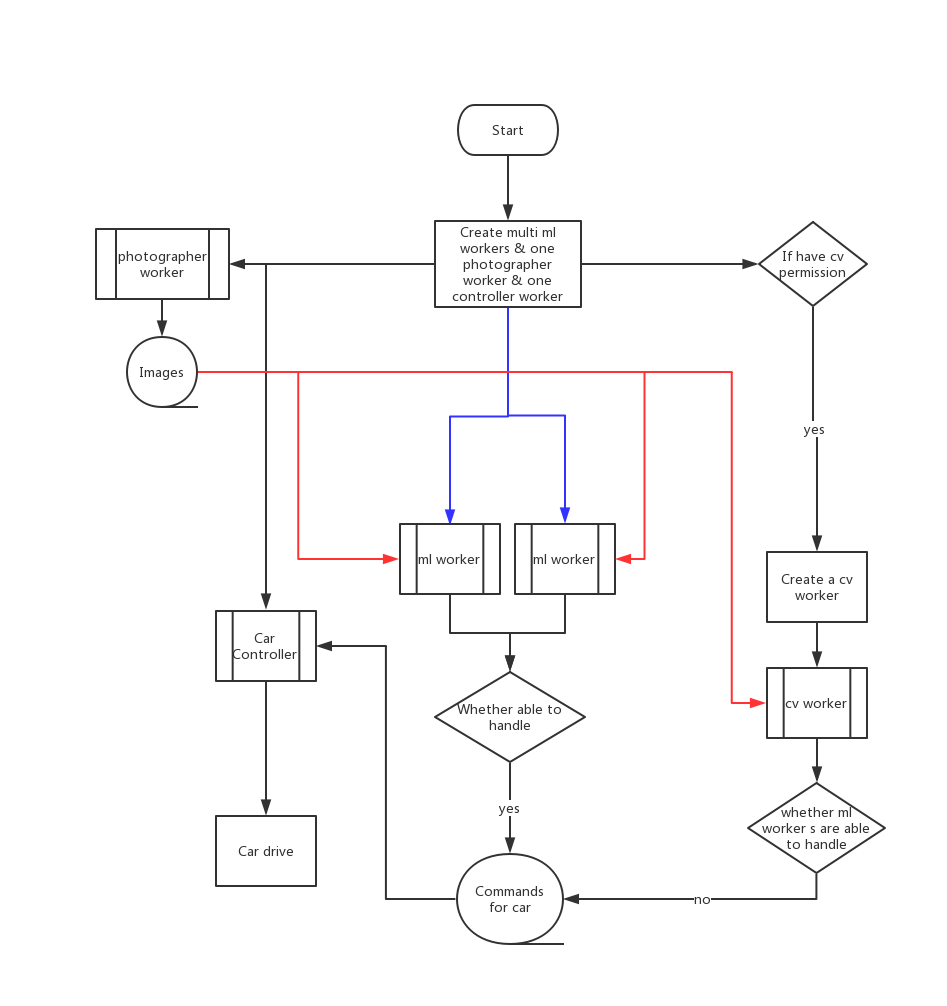 Start
Create multi ml
workers & one
photographer
worker & one
controller worker
photographer
worker
If have cv
permission
Images
yes
ml worker
ml worker
Create a cv
worker
Car
Controller
Whether able to
handle
cv worker
yes
whether ml
worker s are able
to handle
Car drive
Commands
for car
no